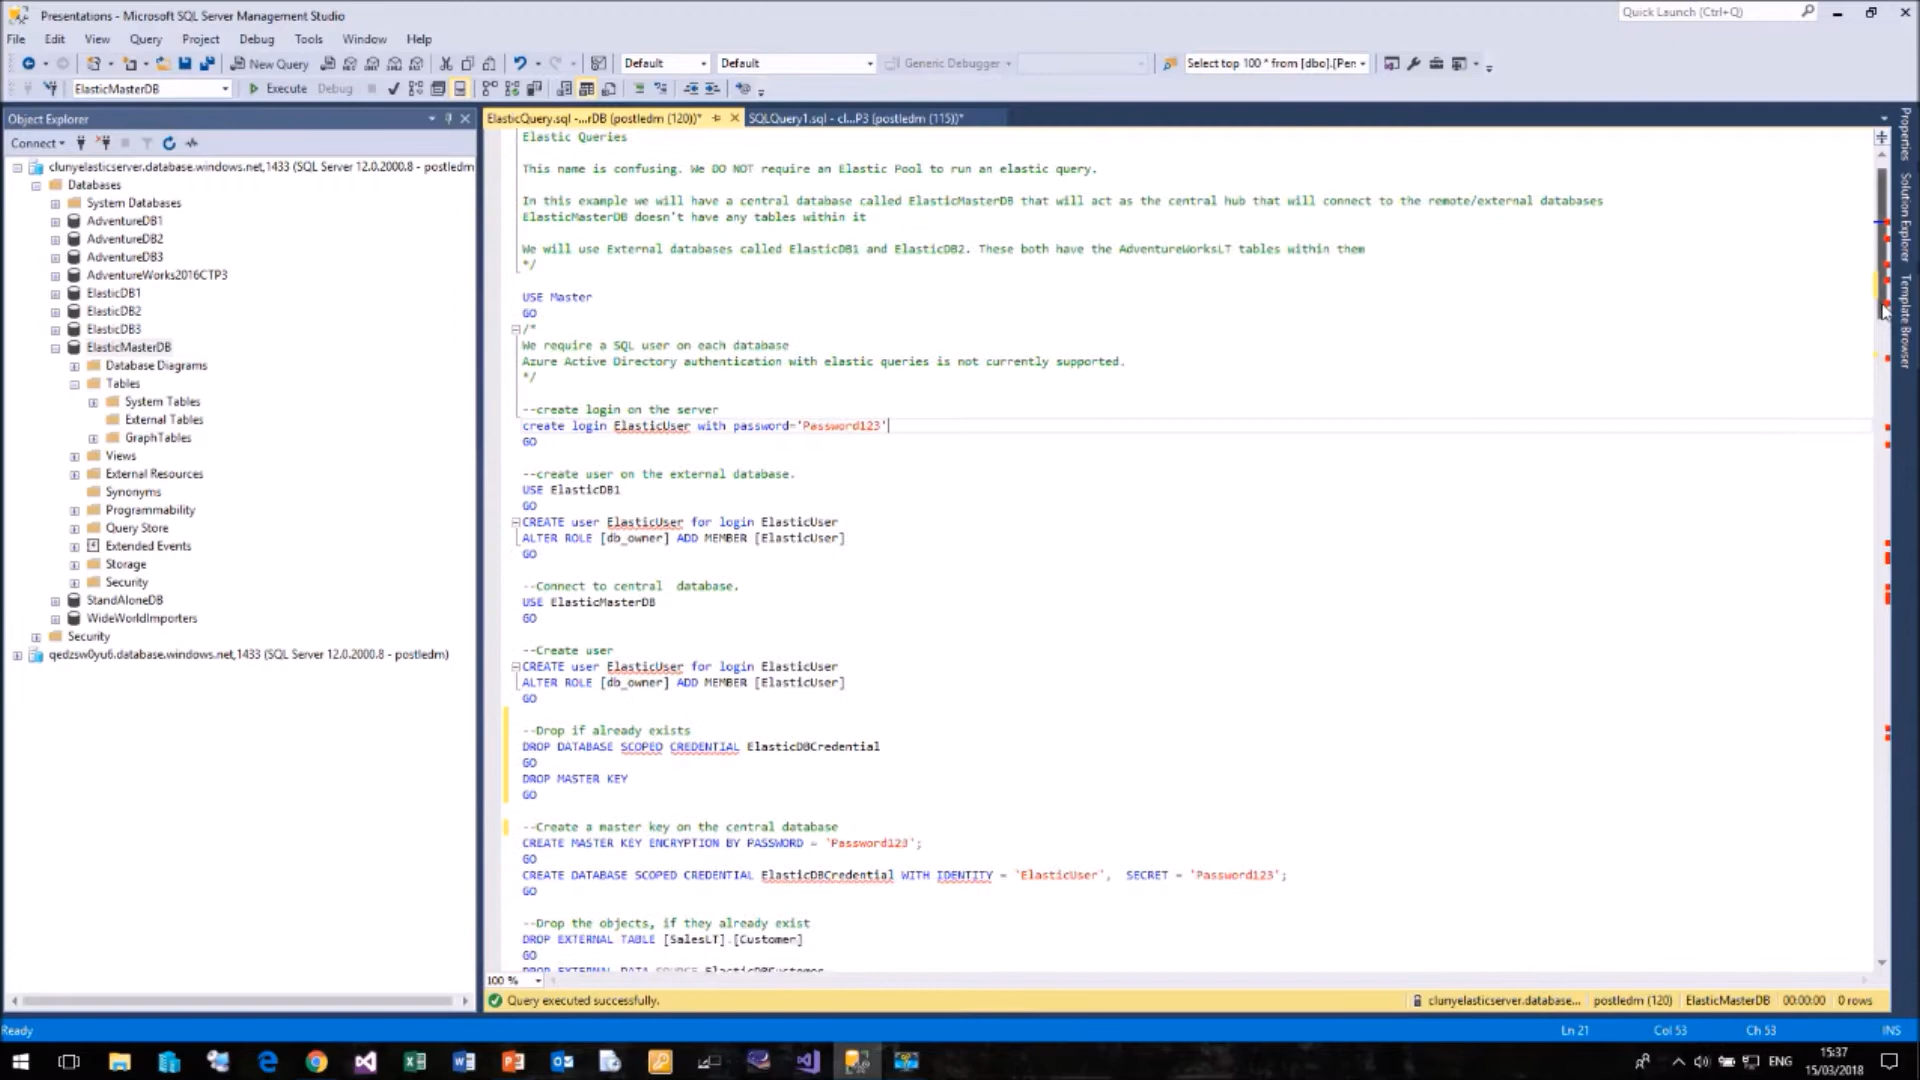 Presentations - Microsoft SQL Server Management Studio
Quick Launch (Ctrl+Q)
File Edit View Query Project Debug Tools Window Help
New Query Default Default Generic Debugger Select top 100 * from [dbo].[Per
ElasticMasterDB Execute Debug
Object Explorer
Connect
clunyelasticserver.database.windows.net,1433 (SQL Server 12.0.2000.8 - postledm
Databases
System Databases
AdventureDB1
AdventureDB2
AdventureDB3
AdventureWorks2016CTP3
ElasticDB1
ElasticDB2
ElasticDB3
ElasticMasterDB
Database Diagrams
Tables
System Tables
External Tables
GraphTables
Views
External Resources
Synonyms
Programmability
Query Store
Extended Events
Storage
Security
StandAloneDB
WideWorldImporters
Security
qedzsw0yu6.database.windows.net,1433 (SQL Server 12.0.2000.8 - postledm)
ElasticQuery.sql -...rDB (postledm (120))* SQLQuery1.sql - cl...P3 (postledm (115))*
Elastic Queries
This name is confusing. We DO NOT require an Elastic Pool to run an elastic query.
In this example we will have a central database called ElasticMasterDB that will act as the central hub that will connect to the remote/external databases
ElasticMasterDB doesn't have any tables within it
We will use External databases called ElasticDB1 and ElasticDB2. These both have the AdventureWorksLT tables within them
*/
USE Master
GO
/*
We require a SQL user on each database
Azure Active Directory authentication with elastic queries is not currently supported.
*/
--create login on the server
create login ElasticUser with password='Password123'
GO
--create user on the external database.
USE ElasticDB1
GO
CREATE user ElasticUser for login ElasticUser
ALTER ROLE [db_owner] ADD MEMBER [ElasticUser]
GO
--Connect to central  database.
USE ElasticMasterDB
GO
--Create user
CREATE user ElasticUser for login ElasticUser
ALTER ROLE [db_owner] ADD MEMBER [ElasticUser]
GO
--Drop if already exists
DROP DATABASE SCOPED CREDENTIAL ElasticDBCredential
GO
DROP MASTER KEY
GO
--Create a master key on the central database
CREATE MASTER KEY ENCRYPTION BY PASSWORD = 'Password123';
GO
CREATE DATABASE SCOPED CREDENTIAL ElasticDBCredential WITH IDENTITY = 'ElasticUser',  SECRET = 'Password123';
GO
--Drop the objects, if they already exist
DROP EXTERNAL TABLE [SalesLT].[Customer]
GO
DROP EXTERNAL DATA SOURCE ElasticDBCustomer
100 %
Query executed successfully. clunyelasticserver.database... postledm (120) ElasticMasterDB 00:00:00 0 rows
Properties
Solution Explorer
Template Browser
Ready Ln 21 Col 53 Ch 53 INS
ENG
15:37
15/03/2018